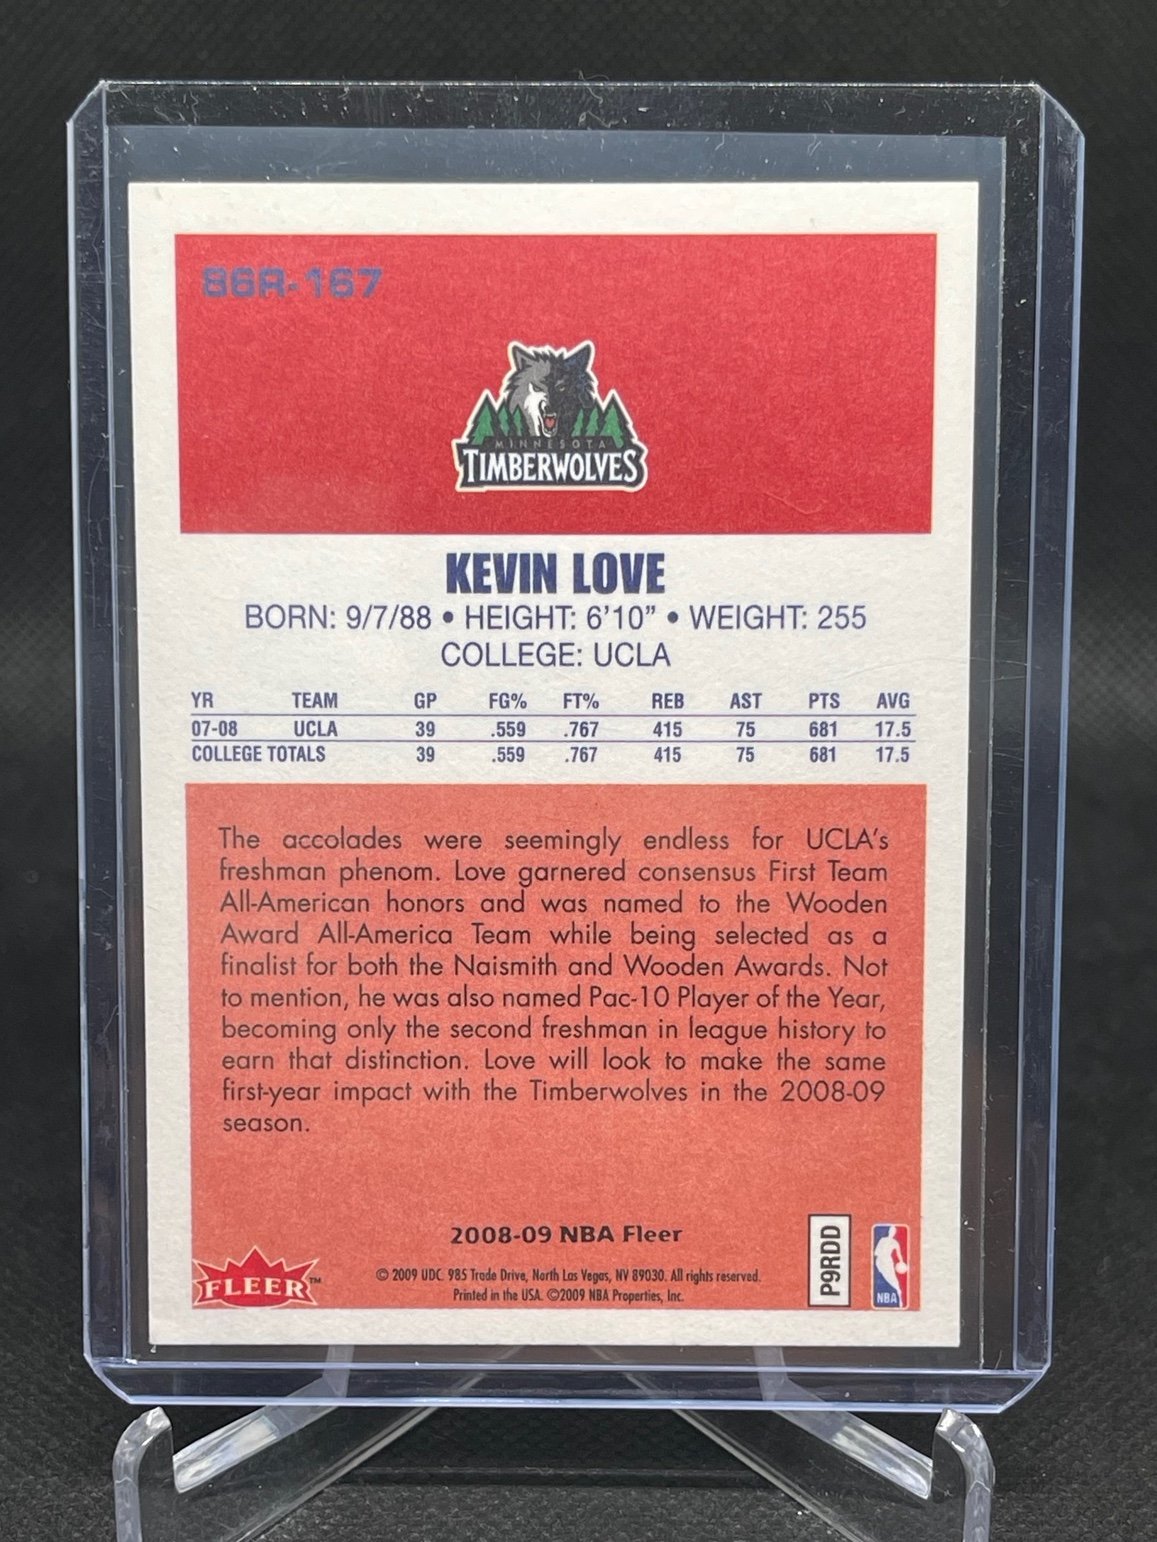 86R-167
MINNESOTA
TIMBERWOLVES
KEVIN LOVE
BORN: 9/7/88 • HEIGHT: 6'10" • WEIGHT: 255
COLLEGE: UCLA
YR TEAM GP FG% FT% REB AST PTS AVG
07-08 UCLA 39 .559 .767 415 75 681 17.5
COLLEGE TOTALS 39 .559 .767 415 75 681 17.5
The accolades were seemingly endless for UCLA's
freshman phenom. Love garnered consensus First Team
All-American honors and was named to the Wooden
Award All-America Team while being selected as a
finalist for both the Naismith and Wooden Awards. Not
to mention, he was also named Pac-10 Player of the Year,
becoming only the second freshman in league history to
earn that distinction. Love will look to make the same
first-year impact with the Timberwolves in the 2008-09
season.
2008-09 NBA Fleer
FLEER™
© 2009 UDC. 985 Trade Drive, North Las Vegas, NV 89030. All rights reserved.
Printed in the USA. ©2009 NBA Properties, Inc.
P9RDD
NBA